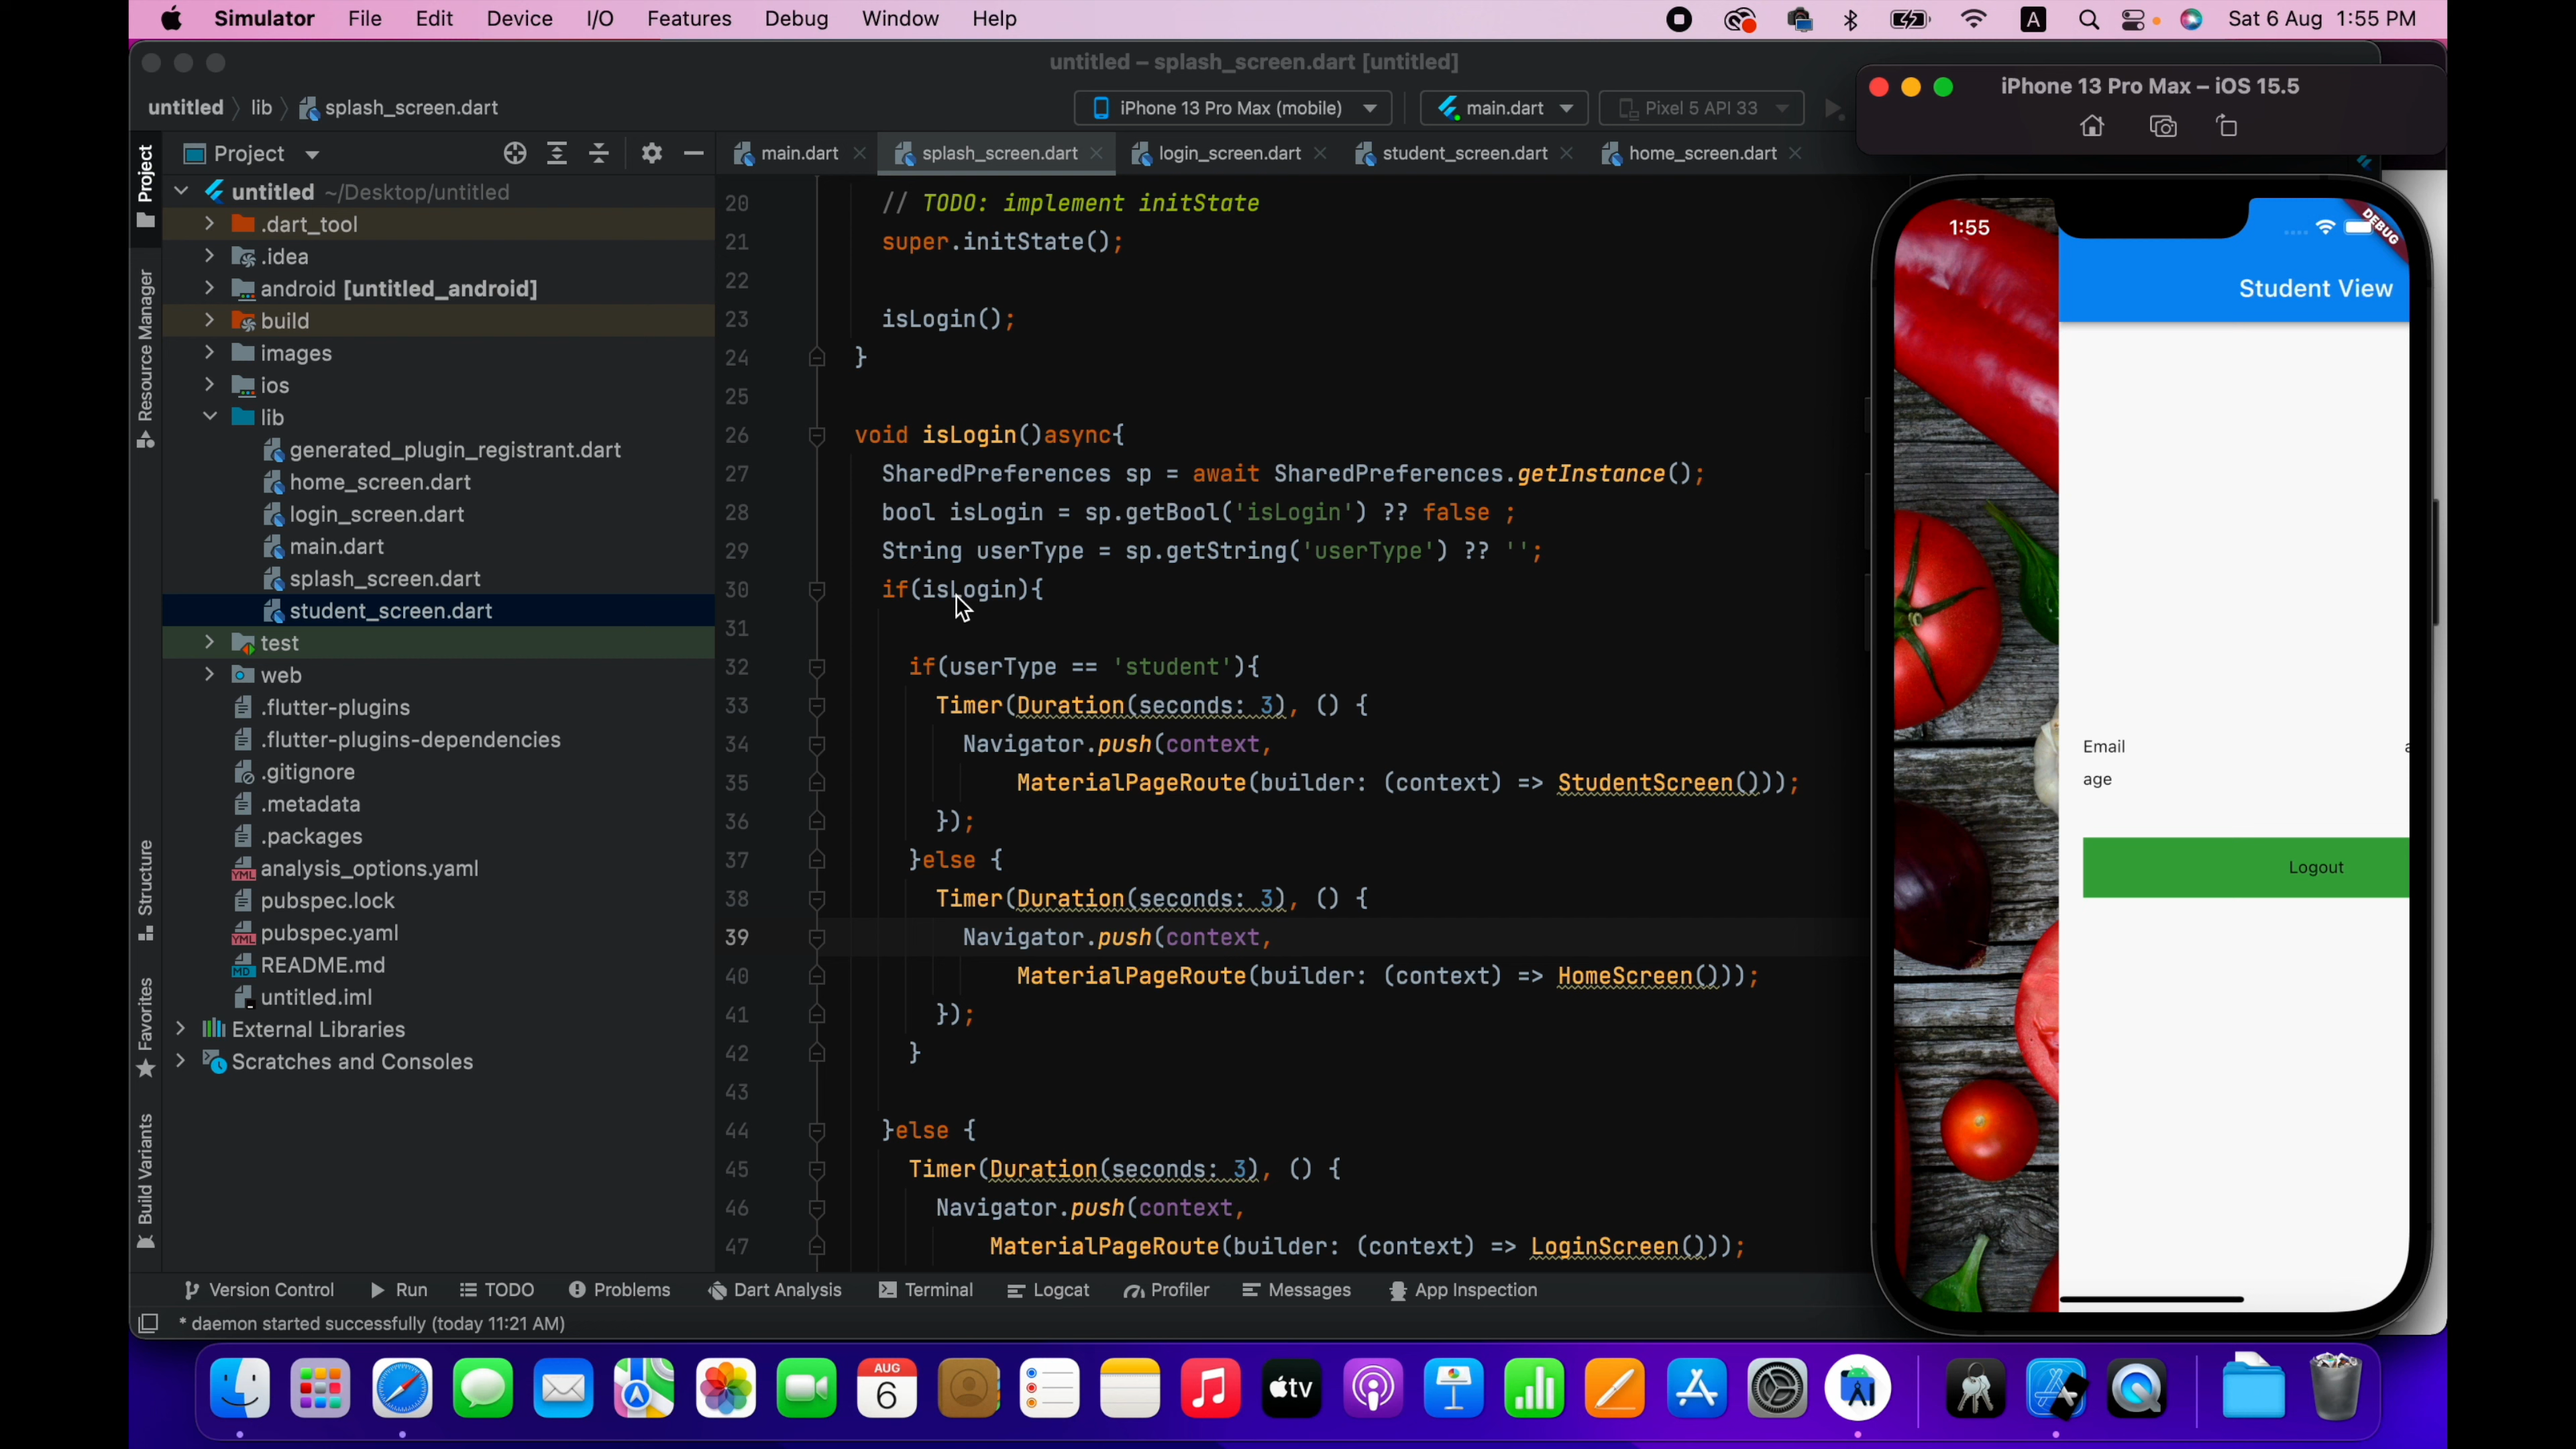 Simulator File Edit Device I/O Features Debug Window Help A Sat 6 Aug 1:55 PM
untitled – splash_screen.dart [untitled]
untitled lib splash_screen.dart iPhone 13 Pro Max (mobile) main.dart Pixel 5 API 33
iPhone 13 Pro Max – iOS 15.5
Project
main.dart splash_screen.dart login_screen.dart student_screen.dart home_screen.dart
Project
Resource Manager
Structure
Favorites
Build Variants
untitled ~/Desktop/untitled
.dart_tool
.idea
android [untitled_android]
build
images
ios
lib
generated_plugin_registrant.dart
home_screen.dart
login_screen.dart
main.dart
splash_screen.dart
student_screen.dart
test
web
.flutter-plugins
.flutter-plugins-dependencies
.gitignore
.metadata
.packages
YML analysis_options.yaml
pubspec.lock
YML pubspec.yaml
MD README.md
untitled.iml
External Libraries
Scratches and Consoles
20 // TODO: implement initState
21 super.initState();
22
23 isLogin();
24 }
25
26 void isLogin()async{
27 SharedPreferences sp = await SharedPreferences.getInstance();
28 bool isLogin = sp.getBool('isLogin') ?? false ;
29 String userType = sp.getString('userType') ?? '';
30 if(isLogin){
31
32 if(userType == 'student'){
33 Timer(Duration(seconds: 3), () {
34 Navigator.push(context,
35 MaterialPageRoute(builder: (context) => StudentScreen()));
36 });
37 }else {
38 Timer(Duration(seconds: 3), () {
39 Navigator.push(context,
40 MaterialPageRoute(builder: (context) => HomeScreen()));
41 });
42 }
43
44 }else {
45 Timer(Duration(seconds: 3), () {
46 Navigator.push(context,
47 MaterialPageRoute(builder: (context) => LoginScreen()));
1:55
DEBUG
Student View
Email a
age
Logout
Version Control Run TODO Problems Dart Analysis Terminal Logcat Profiler Messages App Inspection
* daemon started successfully (today 11:21 AM)
AUG
6
tv